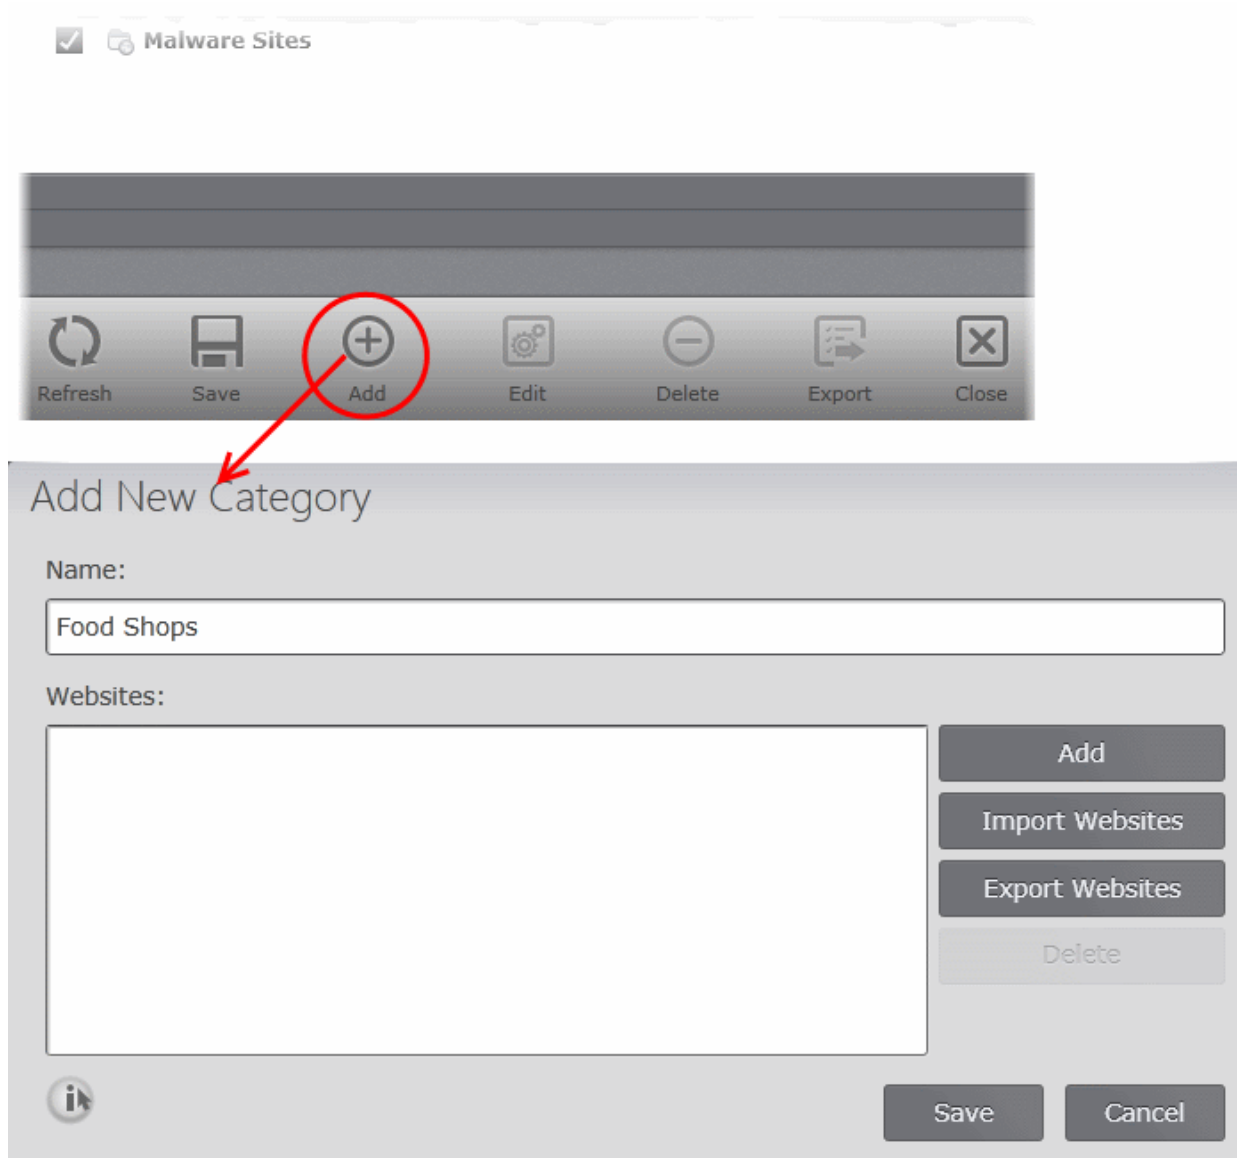 Malware Sites
Refresh Save Add Edit Delete Export Close
Add New Category
Name:
Food Shops
Websites:
Add
Import Websites
Export Websites
Delete
Save Cancel